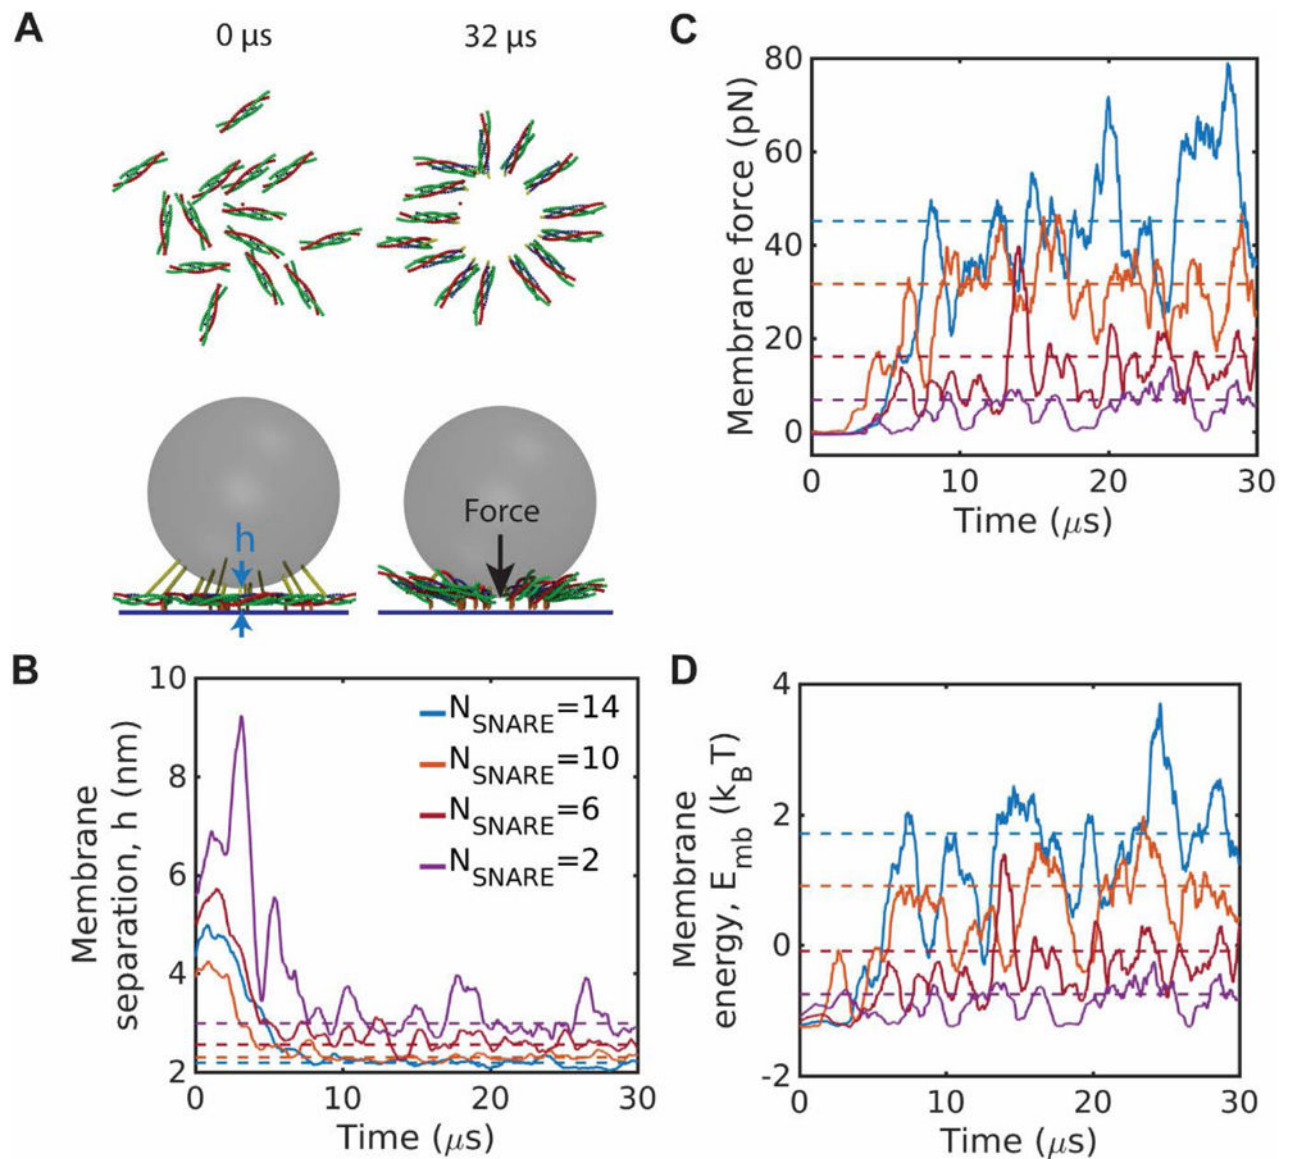 A
0 μs
32 μs
h
Force
B
Membrane
separation, h (nm)
10
8
6
4
2
N_SNARE=14
N_SNARE=10
N_SNARE=6
N_SNARE=2
0
10
20
30
Time (μs)
C
Membrane force (pN)
80
60
40
20
0
0
10
20
30
Time (μs)
D
Membrane
energy, E_mb (k_BT)
4
2
0
-2
0
10
20
30
Time (μs)